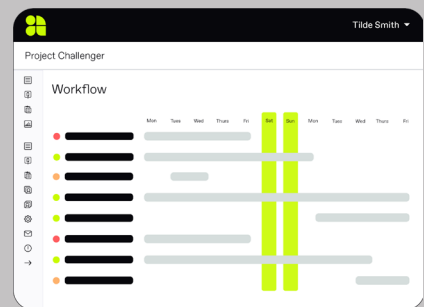 Tilde Smith
Project Challenger
Workflow
Mon Tues Wed Thurs Fri Sat Sun Mon Tues Wed Thurs Fri